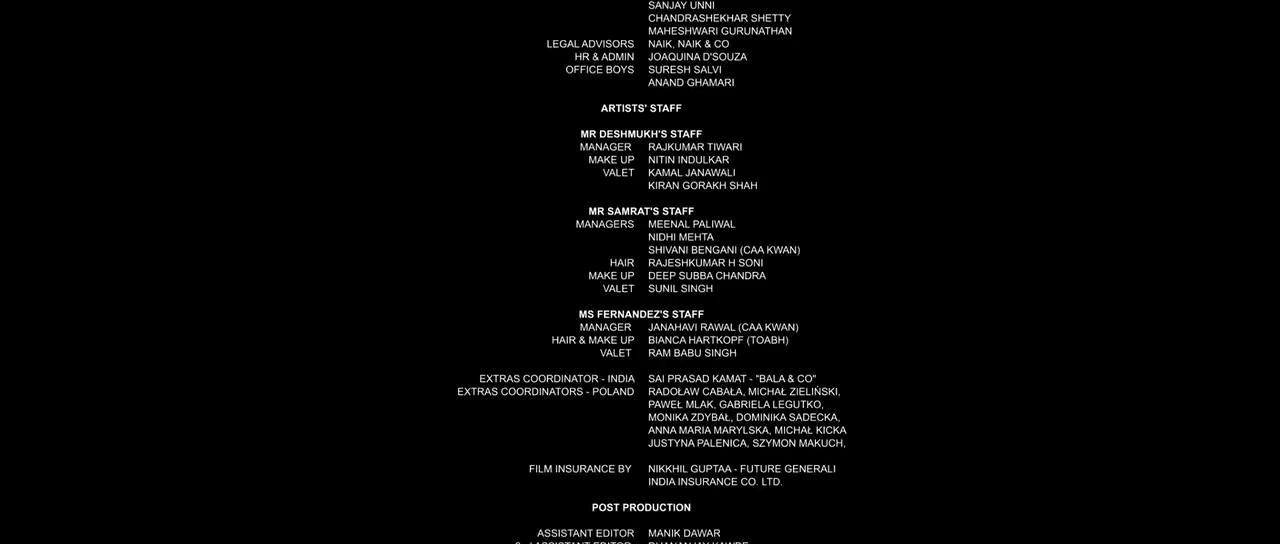 SANJAY UNNI
CHANDRASHEKHAR SHETTY
MAHESHWARI GURUNATHAN
LEGAL ADVISORS NAIK, NAIK & CO
HR & ADMIN JOAQUINA D'SOUZA
OFFICE BOYS SURESH SALVI
ANAND GHAMARI
ARTISTS' STAFF
MR DESHMUKH'S STAFF
MANAGER RAJKUMAR TIWARI
MAKE UP NITIN INDULKAR
VALET KAMAL JANAWALI
KIRAN GORAKH SHAH
MR SAMRAT'S STAFF
MANAGERS MEENAL PALIWAL
NIDHI MEHTA
SHIVANI BENGANI (CAA KWAN)
HAIR RAJESHKUMAR H SONI
MAKE UP DEEP SUBBA CHANDRA
VALET SUNIL SINGH
MS FERNANDEZ'S STAFF
MANAGER JANAHAVI RAWAL (CAA KWAN)
HAIR & MAKE UP BIANCA HARTKOPF (TOABH)
VALET RAM BABU SINGH
EXTRAS COORDINATOR - INDIA SAI PRASAD KAMAT - "BALA & CO"
EXTRAS COORDINATORS - POLAND RADOŁAW CABAŁA, MICHAŁ ZIELIŃSKI,
PAWEŁ MLAK, GABRIELA LEGUTKO,
MONIKA ZDYBAŁ, DOMINIKA SADECKA,
ANNA MARIA MARYLSKA, MICHAŁ KICKA
JUSTYNA PALENICA, SZYMON MAKUCH,
FILM INSURANCE BY NIKKHIL GUPTAA - FUTURE GENERALI
INDIA INSURANCE CO. LTD.
POST PRODUCTION
ASSISTANT EDITOR MANIK DAWAR